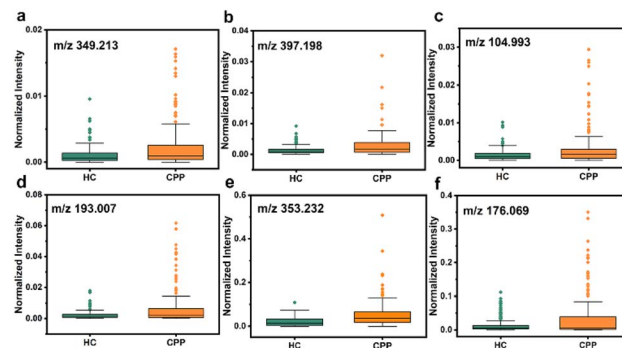 a
m/z 349.213
Normalized Intensity
0.02
0.01
0.00
HC
CPP
b
m/z 397.198
Normalized Intensity
0.04
0.03
0.02
0.01
0.00
HC
CPP
c
m/z 104.993
Normalized Intensity
0.03
0.02
0.01
0.00
HC
CPP
d
m/z 193.007
Normalized Intensity
0.08
0.06
0.04
0.02
0.00
HC
CPP
e
m/z 353.232
Normalized Intensity
0.6
0.4
0.2
0.0
HC
CPP
f
m/z 176.069
Normalized Intensity
0.4
0.3
0.2
0.1
0.0
HC
CPP